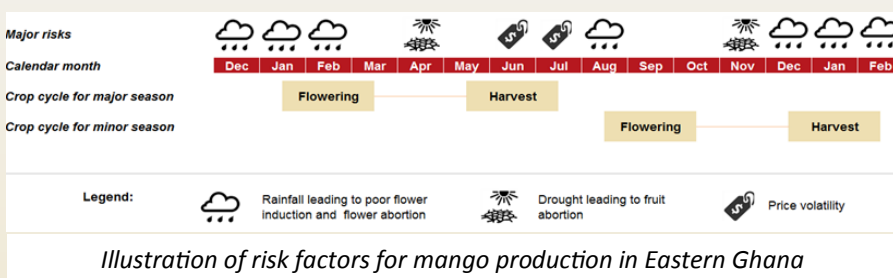 Major risks
Calendar month Dec Jan Feb Mar Apr May Jun Jul Aug Sep Oct Nov Dec Jan Feb
Crop cycle for major season Flowering Harvest
Crop cycle for minor season Flowering Harvest
Legend:
Rainfall leading to poor flower
induction and flower abortion
Drought leading to fruit
abortion
Price volatility
Illustration of risk factors for mango production in Eastern Ghana